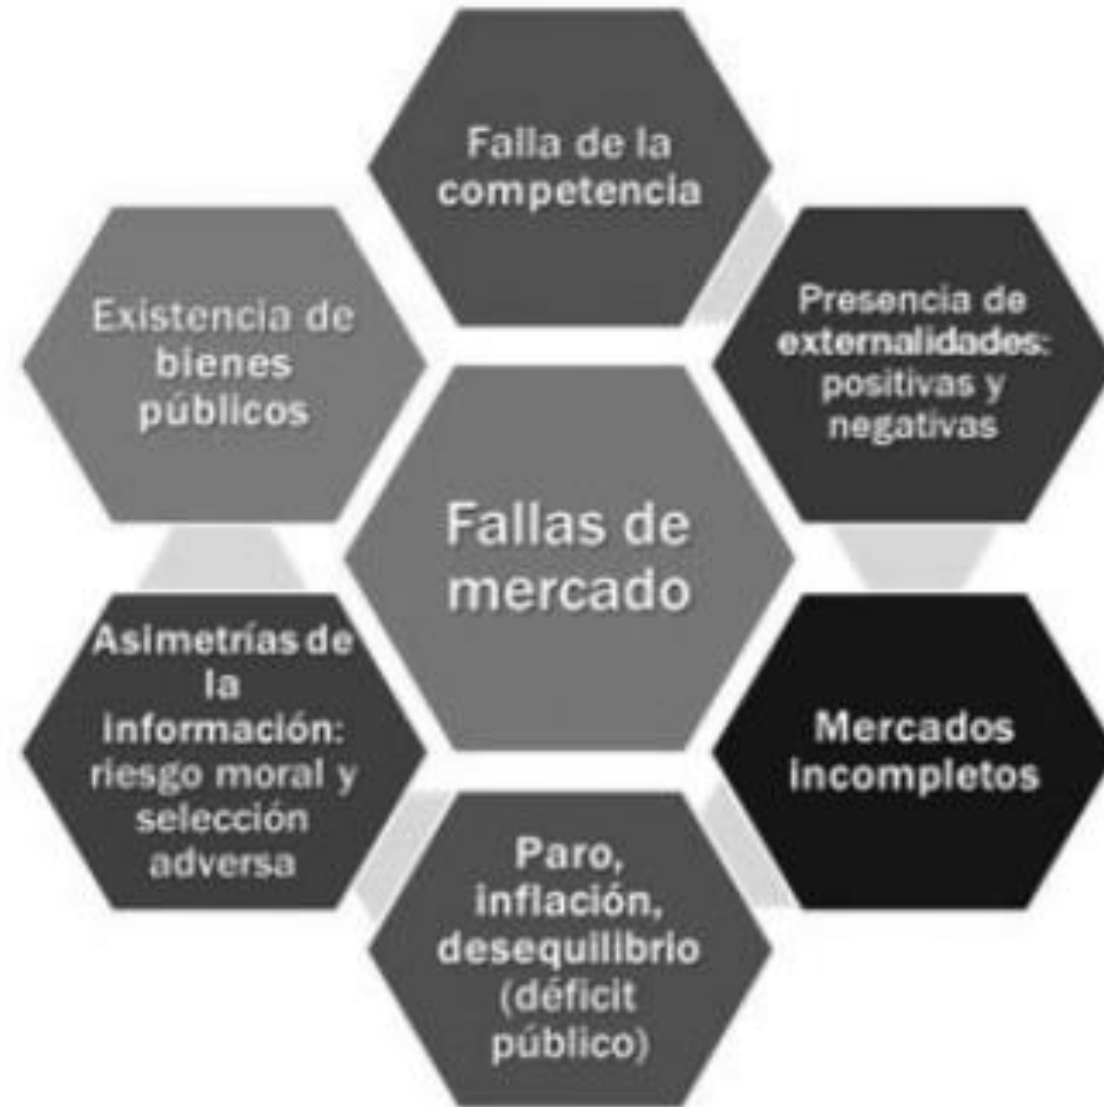 Falla de la
competencia
Presencia de
externalidades:
positivas y
negativas
Mercados
incompletos
Paro,
inflación,
desequilibrio
(déficit
público)
Asimetrías de
la
información:
riesgo moral y
selección
adversa
Existencia de
bienes
públicos
Fallas de
mercado